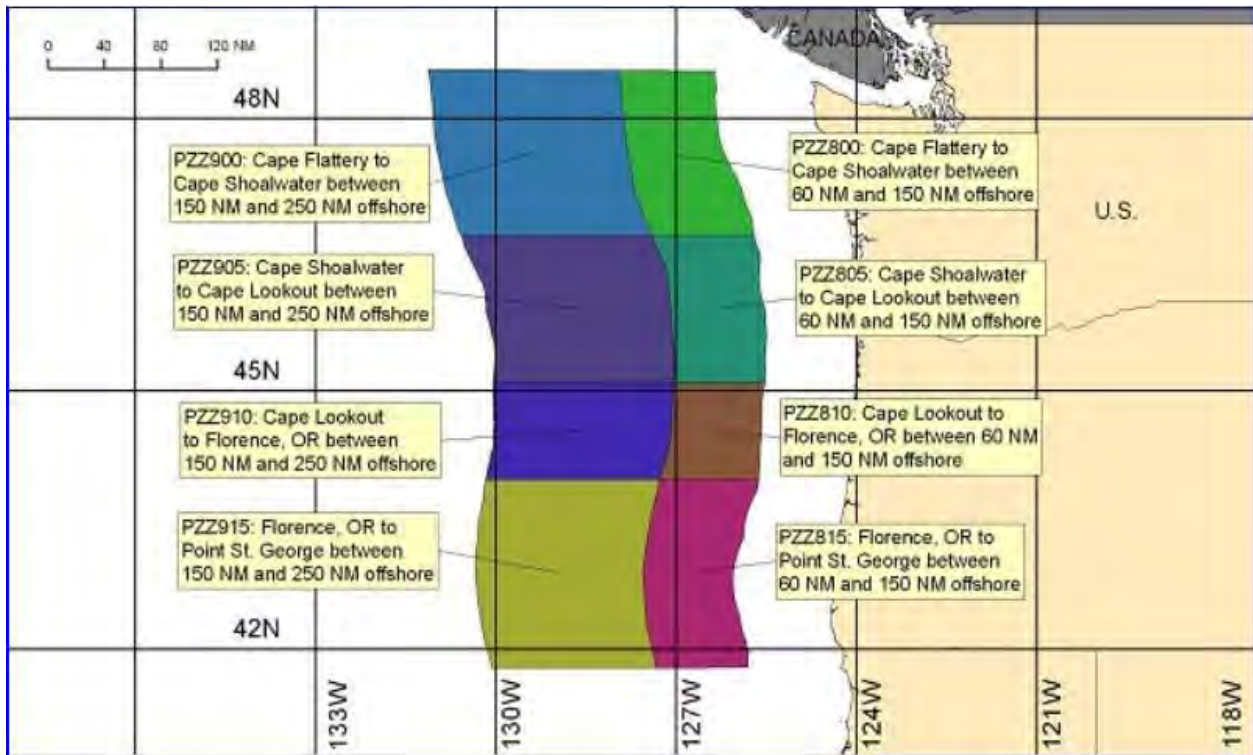 0 40 80 120 NM
CANADA
48N
PZZ900: Cape Flattery to
Cape Shoalwater between
150 NM and 250 NM offshore
PZZ800: Cape Flattery to
Cape Shoalwater between
60 NM and 150 NM offshore
U.S.
PZZ905: Cape Shoalwater
to Cape Lookout between
150 NM and 250 NM offshore
PZZ805: Cape Shoalwater
to Cape Lookout between
60 NM and 150 NM offshore
45N
PZZ910: Cape Lookout
to Florence, OR between
150 NM and 250 NM offshore
PZZ810: Cape Lookout to
Florence, OR between 60 NM
and 150 NM offshore
PZZ915: Florence, OR to
Point St. George between
150 NM and 250 NM offshore
PZZ815: Florence, OR to
Point St. George between
60 NM and 150 NM offshore
42N
133W
130W
127W
124W
121W
118W